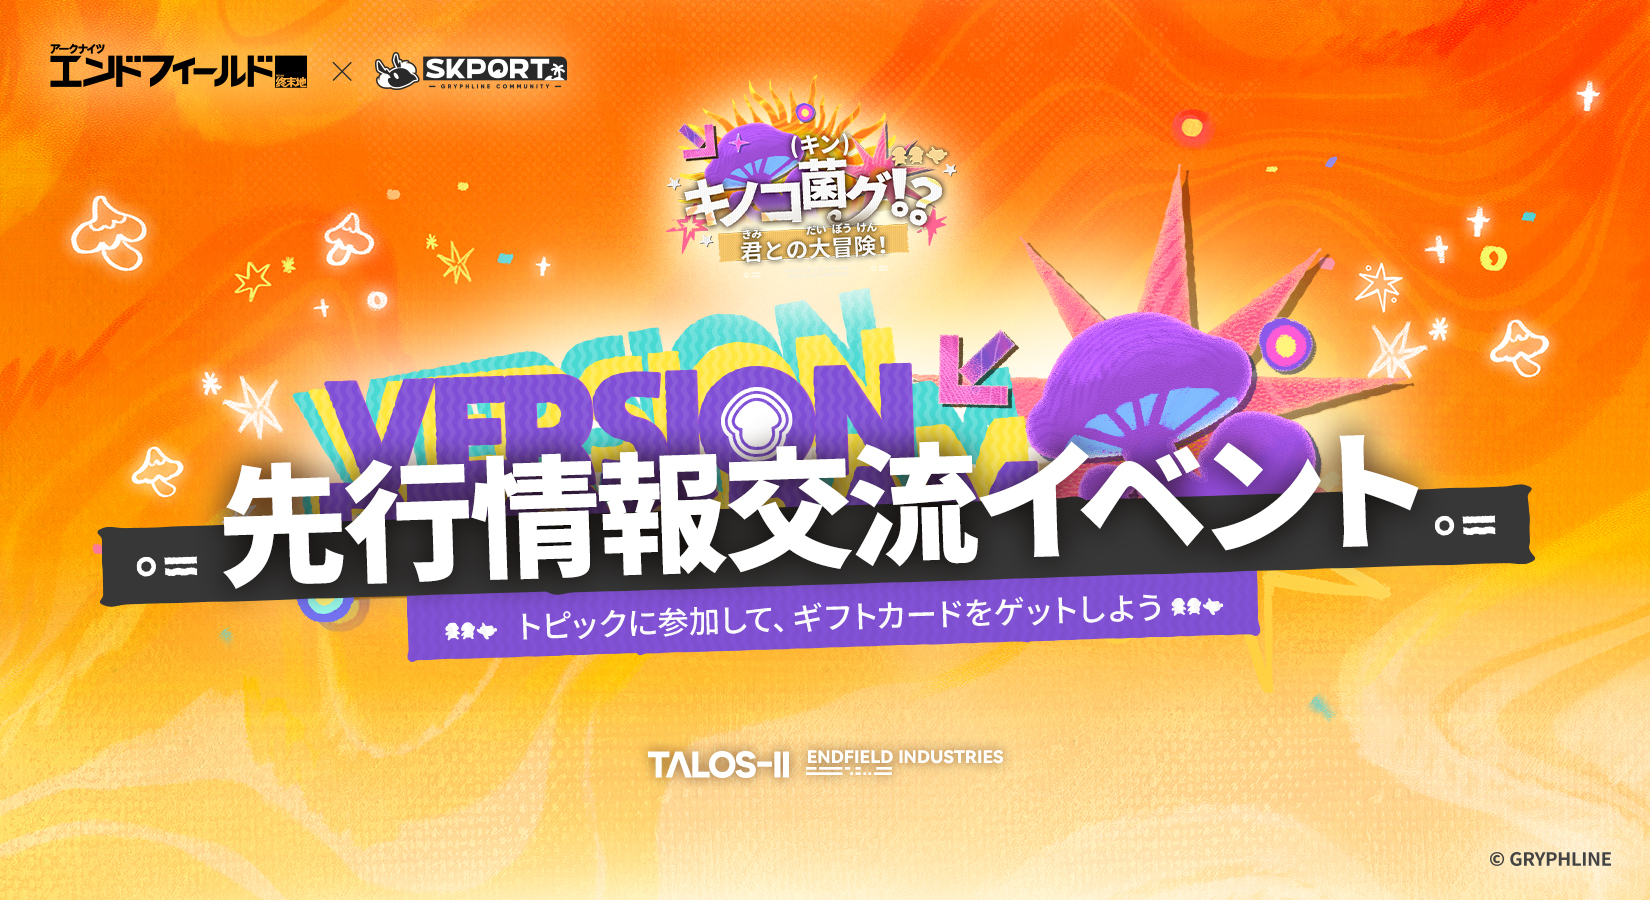 アークナイツ
エンドフィールド
終末地
×
SKPORT
GRYPHLINE COMMUNITY
(キン)
キノコ菌グ!?
きみ だいぼうけん
君との大冒険!
VERSION
先行情報交流イベント
トピックに参加して、ギフトカードをゲットしよう
TALOS-II ENDFIELD INDUSTRIES
© GRYPHLINE